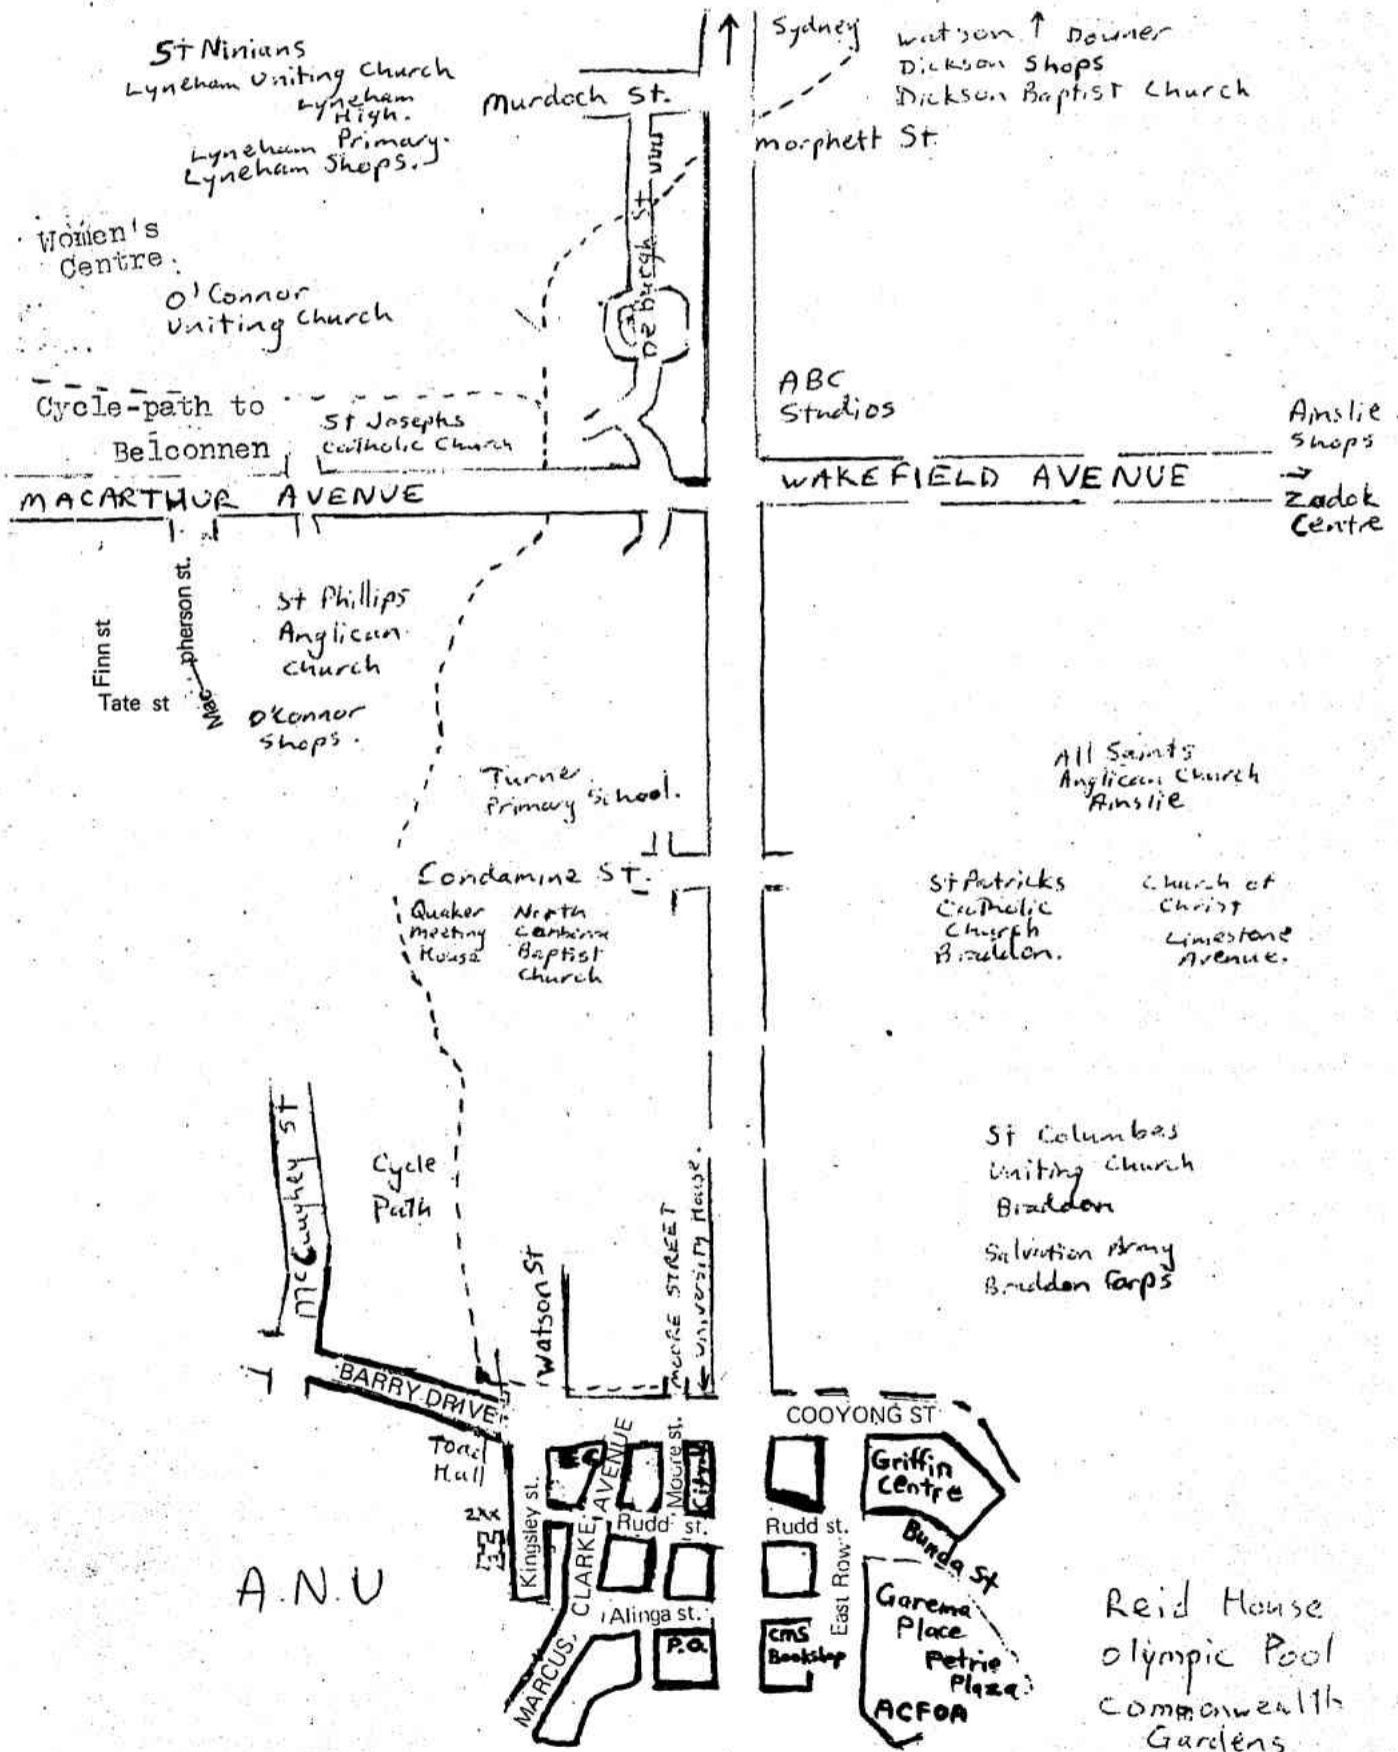 Sydney
Watson ↑ Downer
Dickson Shops
Dickson Baptist Church
St Ninians
Lyneham Uniting Church
Lyneham
High.
Lyneham Primary.
Lyneham Shops.
Murdoch St.
Morphett St.
De burgh St
Women's
Centre.
O'Connor
Uniting Church
Cycle-path to
Belconnen
St Josephs
Catholic Church
ABC
Studios
Ainslie
Shops
→
Zadok
Centre
MACARTHUR AVENUE
WAKEFIELD AVENUE
Finn st
Tate st
Mac pherson st.
St Phillips
Anglican
Church
O'Connor
Shops.
Turner
Primary School.
All Saints
Anglican Church
Ainslie
Condamine ST.
Quaker
Meeting
House
North
Canberra
Baptist
Church
St Patricks
Catholic
Church
Braddon.
Church of
Christ
Limestone
Avenue.
McCaughey ST
Cycle
Path
St Columbas
Uniting Church
Braddon
Salvation Army
Braddon Corps
Watson St
MOORE STREET
← University House.
BARRY DRIVE
COOYONG ST
Toad
Hall
2xx
Kingsley st.
MARCUS CLARKE AVENUE
Moore st.
Rudd st.
Rudd st.
East Row
Griffin
Centre
Bunda St
A.N.U
Alinga st.
P.O.
CMS
Bookshop
Garema
Place
Petrie
Plaza
ACFOA
Reid House
Olympic Pool
Commonwealth
Gardens